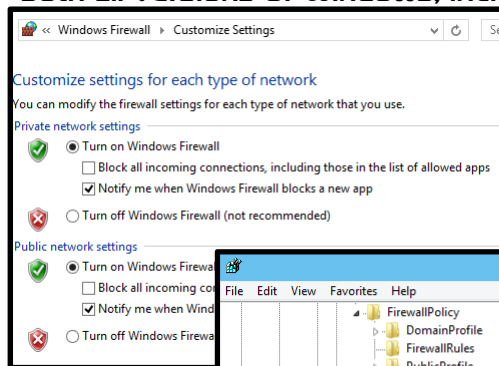 « Windows Firewall ▸ Customize Settings
Customize settings for each type of network
You can modify the firewall settings for each type of network that you use.
Private network settings
Turn on Windows Firewall
Block all incoming connections, including those in the list of allowed apps
Notify me when Windows Firewall blocks a new app
Turn off Windows Firewall (not recommended)
Public network settings
Turn on Windows Firewal
Block all incoming con
Notify me when Wind
Turn off Windows Firewa
File Edit View Favorites Help
FirewallPolicy
DomainProfile
FirewallRules
PublicProfile